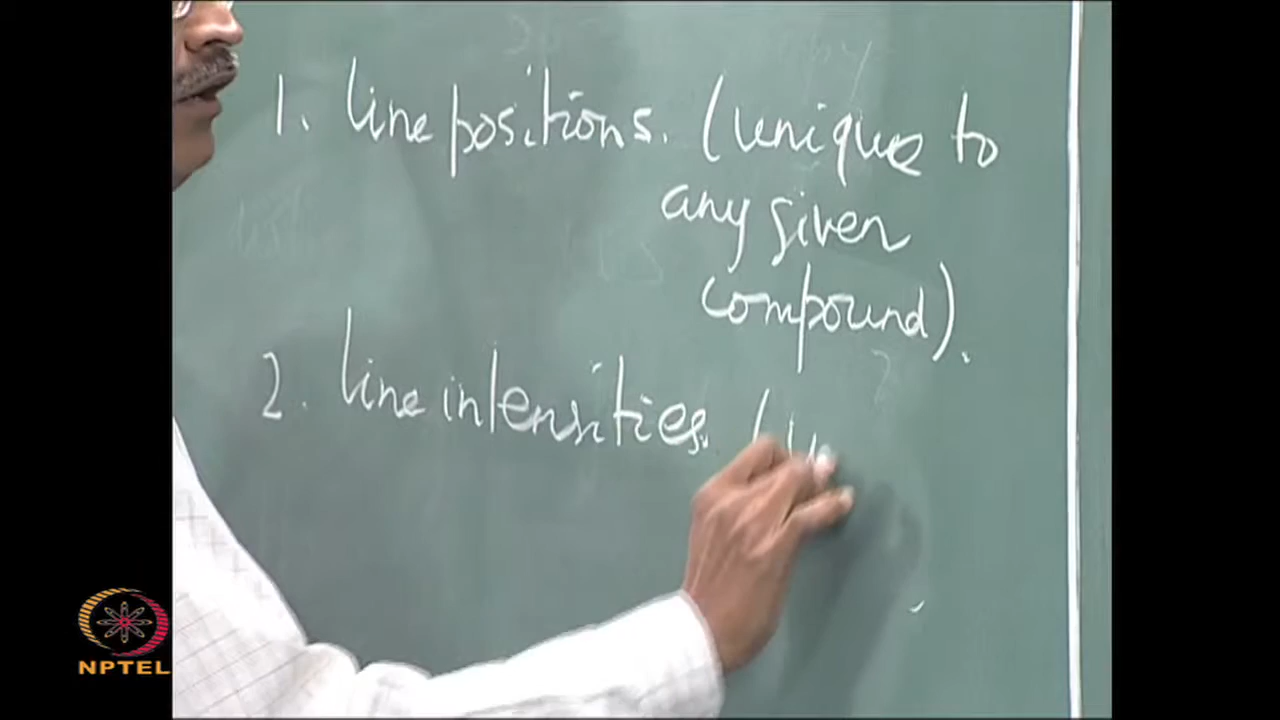 1. line positions. (unique to
any given
compound).
2. line intensities. (
NPTEL